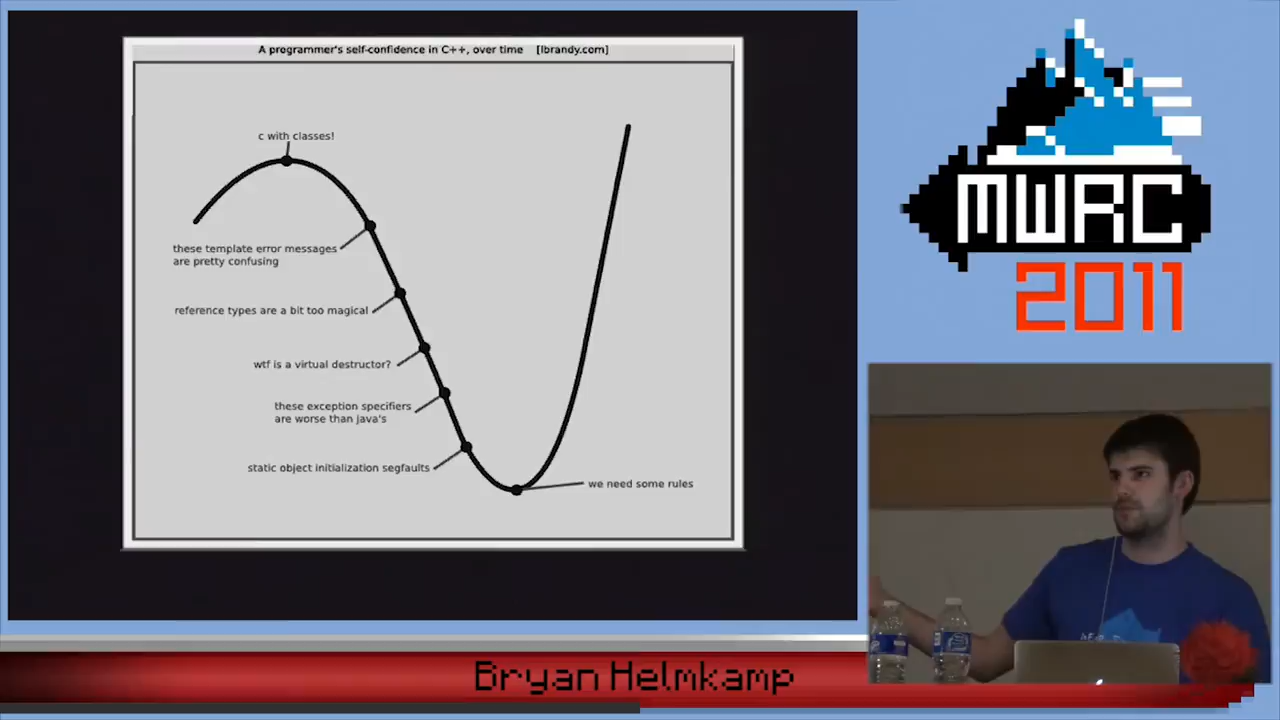 A programmer's self-confidence in C++, over time [lbrandy.com]
c with classes!
these template error messages
are pretty confusing
reference types are a bit too magical
wtf is a virtual destructor?
these exception specifiers
are worse than java's
static object initialization segfaults
we need some rules
MWRC
2011
Bryan Helmkamp